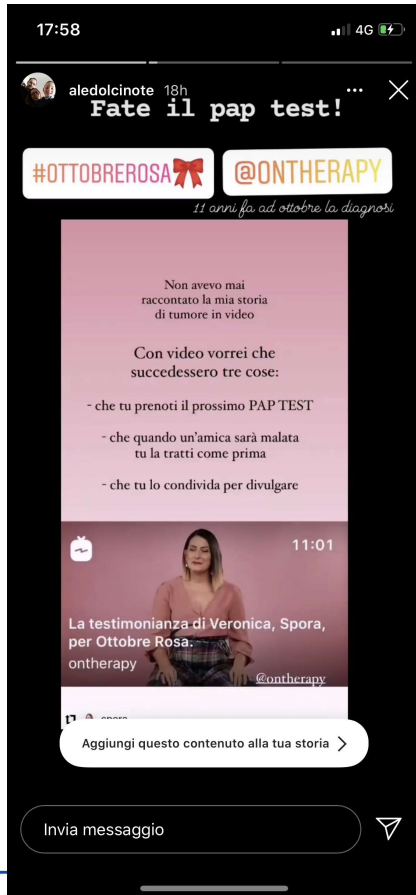 17:58
4G
aledolcinote 18h
Fate il pap test!
#OTTOBREROSA
@ONTHERAPY
11 anni fa ad ottobre la diagnosi
Non avevo mai
raccontato la mia storia
di tumore in video
Con video vorrei che
succedessero tre cose:
- che tu prenoti il prossimo PAP TEST
- che quando un'amica sarà malata
tu la tratti come prima
- che tu lo condivida per divulgare
11:01
La testimonianza di Veronica, Spora,
per Ottobre Rosa.
ontherapy
@ontherapy
Aggiungi questo contenuto alla tua storia
Invia messaggio